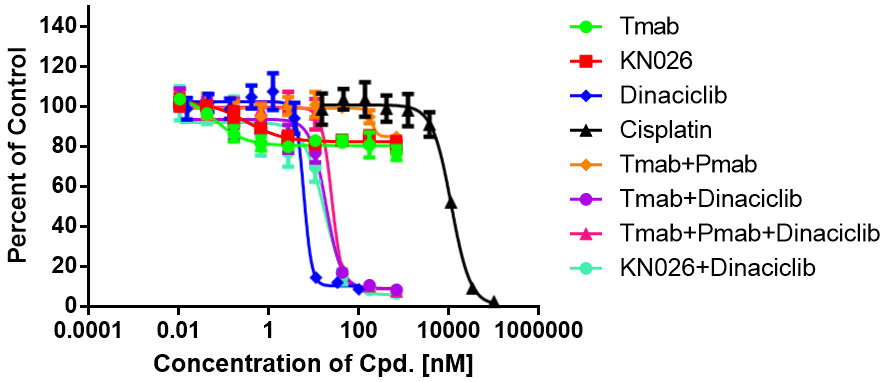 140
120
100
80
60
40
20
0
Percent of Control
0.0001
0.01
1
100
10000
1000000
Concentration of Cpd. [nM]
Tmab
KN026
Dinaciclib
Cisplatin
Tmab+Pmab
Tmab+Dinaciclib
Tmab+Pmab+Dinaciclib
KN026+Dinaciclib